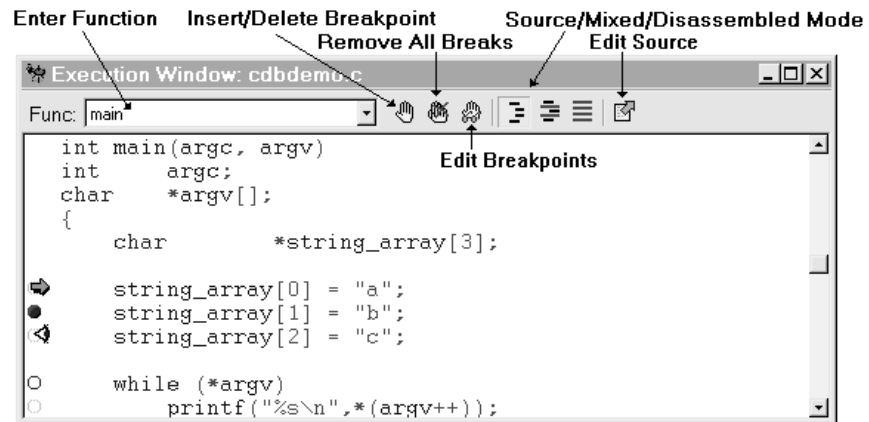 Enter Function
Insert/Delete Breakpoint
Source/Mixed/Disassembled Mode
Remove All Breaks
Edit Source
Execution Window: cdbdemo.c
Func: main
Edit Breakpoints
int main(argc, argv)
int argc;
char *argv[];
{
char *string_array[3];
string_array[0] = "a";
string_array[1] = "b";
string_array[2] = "c";
while (*argv)
printf("%s\n",*(argv++));